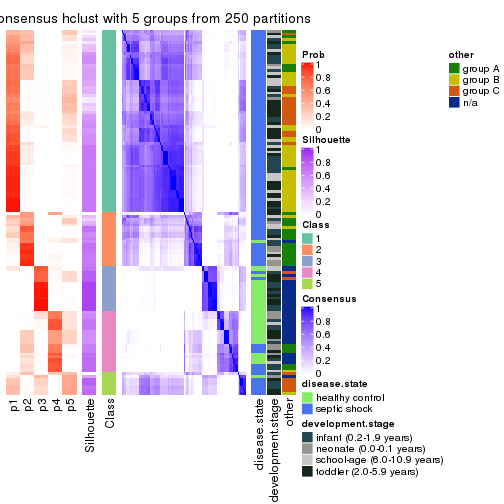 onsensus hclust with 5 groups from 250 partitions
Prob
1
0.8
0.6
0.4
0.2
0
Silhouette
1
0.8
0.6
0.4
0.2
0
Class
1
2
3
4
5
Consensus
1
0.8
0.6
0.4
0.2
0
disease.state
healthy control
septic shock
development.stage
infant (0.2-1.9 years)
neonate (0.0-0.1 years)
school-age (6.0-10.9 years)
toddler (2.0-5.9 years)
other
group A
group B
group C
n/a
p1
p2
p3
p4
p5
Silhouette
Class
disease.state
development.stage
other